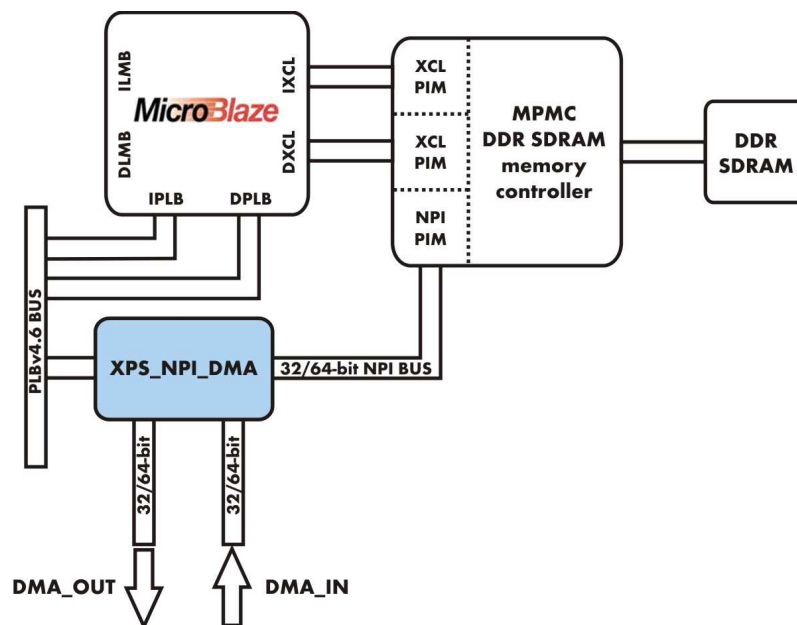 ILMB
IXCL
MicroBlaze
DLMB
DXCL
IPLB
DPLB
XCL
PIM
XCL
PIM
NPI
PIM
MPMC
DDR SDRAM
memory
controller
DDR
SDRAM
PLBv4.6 BUS
XPS_NPI_DMA
32/64-bit NPI BUS
32/64-bit
32/64-bit
DMA_OUT
DMA_IN